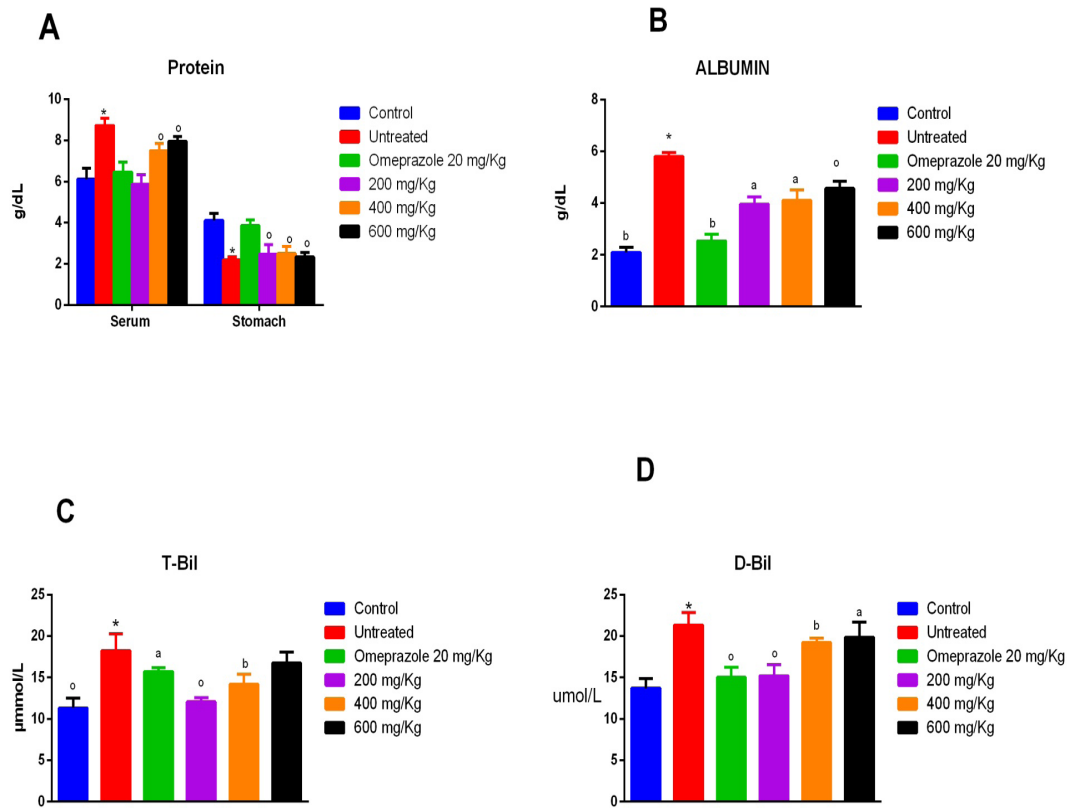 A
Protein
10
8
6
4
2
0
g/dL
*
o
o
*
o
o
o
Serum
Stomach
Control
Untreated
Omeprazole 20 mg/Kg
200 mg/Kg
400 mg/Kg
600 mg/Kg
B
ALBUMIN
8
6
4
2
0
g/dL
b
*
b
a
a
o
Control
Untreated
Omeprazole 20 mg/Kg
200 mg/Kg
400 mg/Kg
600 mg/Kg
C
T-Bil
25
20
15
10
5
0
µmmol/L
o
*
a
o
b
Control
Untreated
Omeprazole 20 mg/Kg
200 mg/Kg
400 mg/Kg
600 mg/Kg
D
D-Bil
25
20
15
10
5
0
umol/L
*
o
o
b
a
Control
Untreated
Omeprazole 20 mg/Kg
200 mg/Kg
400 mg/Kg
600 mg/Kg